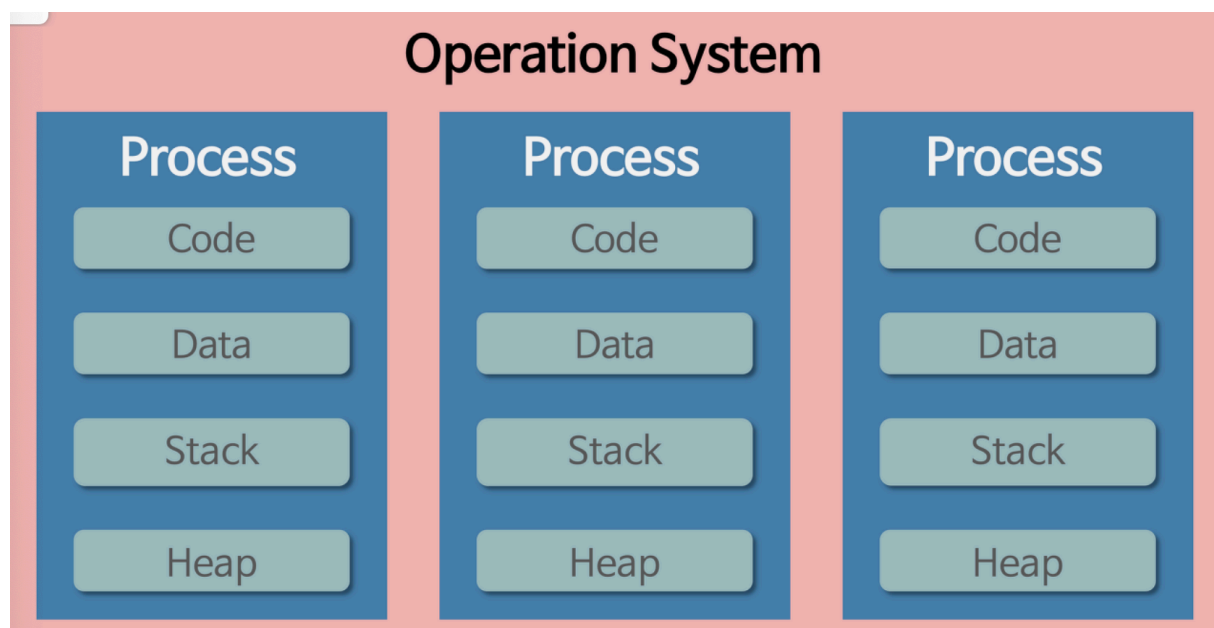 Operation System
Process
Code
Data
Stack
Heap
Process
Code
Data
Stack
Heap
Process
Code
Data
Stack
Heap